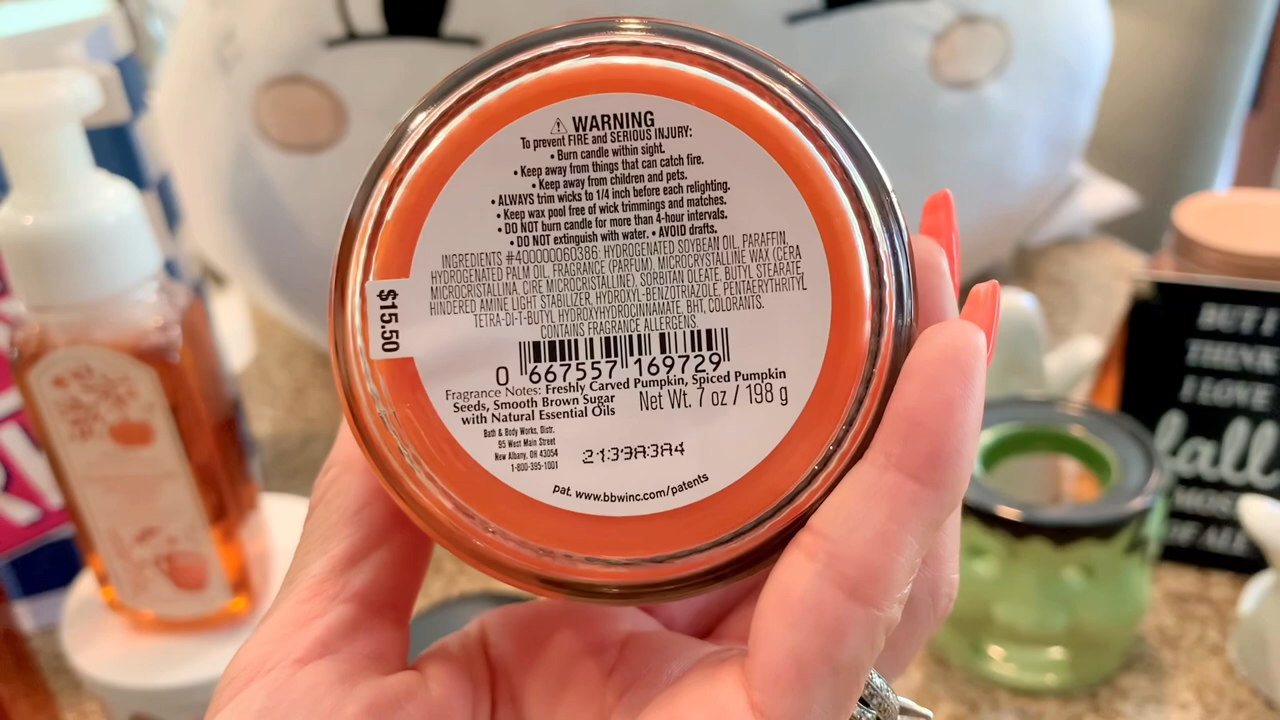 WARNING
To prevent FIRE and SERIOUS INJURY:
• Burn candle within sight.
• Keep away from things that can catch fire.
• Keep away from children and pets.
• ALWAYS trim wicks to 1/4 inch before each relighting.
• Keep wax pool free of wick trimmings and matches.
• DO NOT burn candle for more than 4-hour intervals.
• DO NOT extinguish with water. • AVOID drafts.
INGREDIENTS #400000060386: HYDROGENATED SOYBEAN OIL, PARAFFIN,
HYDROGENATED PALM OIL, FRAGRANCE (PARFUM), MICROCRYSTALLINE WAX (CERA
MICROCRISTALLINA, CIRE MICROCRISTALLINE), SORBITAN OLEATE, BUTYL STEARATE,
HINDERED AMINE LIGHT STABILIZER, HYDROXYL-BENZOTRIAZOLE, PENTAERYTHRITYL
TETRA-DI-T-BUTYL HYDROXYHYDROCINNAMATE, BHT, COLORANTS.
CONTAINS FRAGRANCE ALLERGENS.
$15.50
0 667557 169729
Fragrance Notes: Freshly Carved Pumpkin, Spiced Pumpkin
Seeds, Smooth Brown Sugar
with Natural Essential Oils
Net Wt. 7 oz / 198 g
Bath & Body Works, Distr.
95 West Main Street
New Albany, OH 43054
1-800-395-1001
2139A3A4
pat. www.bbwinc.com/patents
BUT I
THINK
I LOVE
fall
MOST
OF ALL